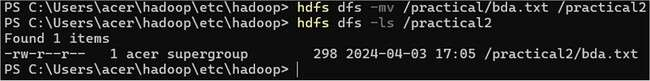 PS C:\Users\acer\hadoop\etc\hadoop> hdfs dfs -mv /practical/bda.txt /practical2
PS C:\Users\acer\hadoop\etc\hadoop> hdfs dfs -ls /practical2
Found 1 items
-rw-r--r--   1 acer supergroup        298 2024-04-03 17:05 /practical2/bda.txt
PS C:\Users\acer\hadoop\etc\hadoop>